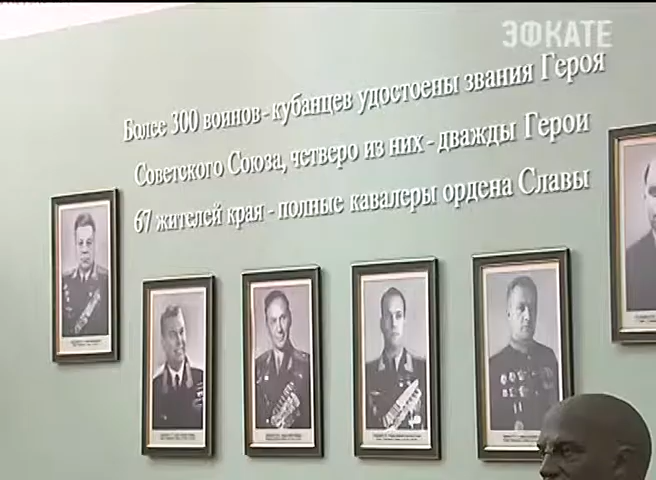 ЭФКАТЕ
Более 300 воинов-кубанцев удостоены звания Героя
Советского Союза, четверо из них - дважды Герои
67 жителей края - полные кавалеры ордена Славы